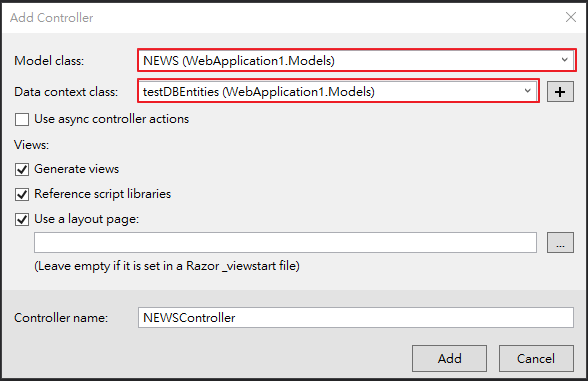 Add Controller
Model class: NEWS (WebApplication1.Models)
Data context class: testDBEntities (WebApplication1.Models) +
Use async controller actions
Views:
Generate views
Reference script libraries
Use a layout page:
...
(Leave empty if it is set in a Razor _viewstart file)
Controller name: NEWSController
Add Cancel